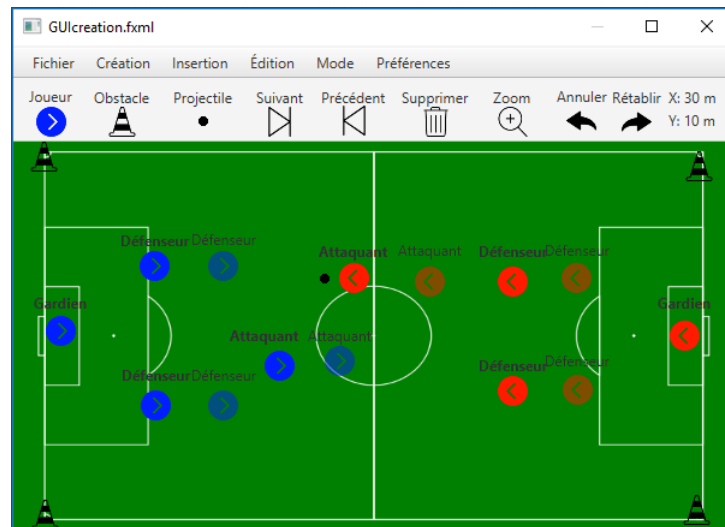 GUIcreation.fxml
Fichier Création Insertion Édition Mode Préférences
Joueur Obstacle Projectile Suivant Précédent Supprimer Zoom Annuler Rétablir X: 30 m
Y: 10 m
Défenseur Défenseur
Attaquant Attaquant Défenseur Défenseur
Gardien Gardien
Attaquant Attaquant
Défenseur Défenseur
Défenseur Défenseur